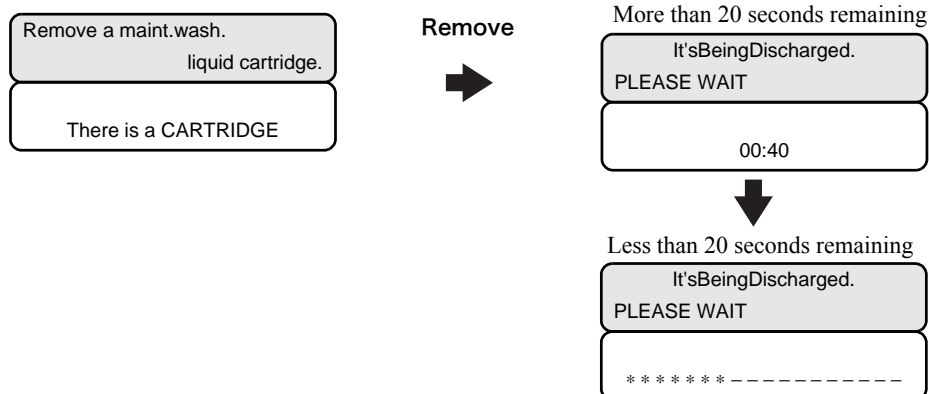 Remove a maint.wash.
liquid cartridge.
There is a CARTRIDGE
Remove
More than 20 seconds remaining
It'sBeingDischarged.
PLEASE WAIT
00:40
Less than 20 seconds remaining
It'sBeingDischarged.
PLEASE WAIT
* * * * * * * – – – – – – – – – – –